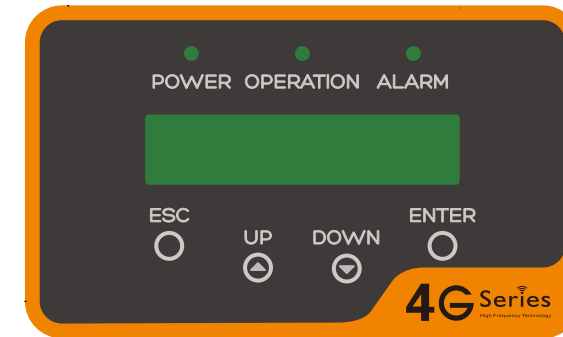 POWER OPERATION ALARM
ESC UP DOWN ENTER
4G Series
High Frequency Technology